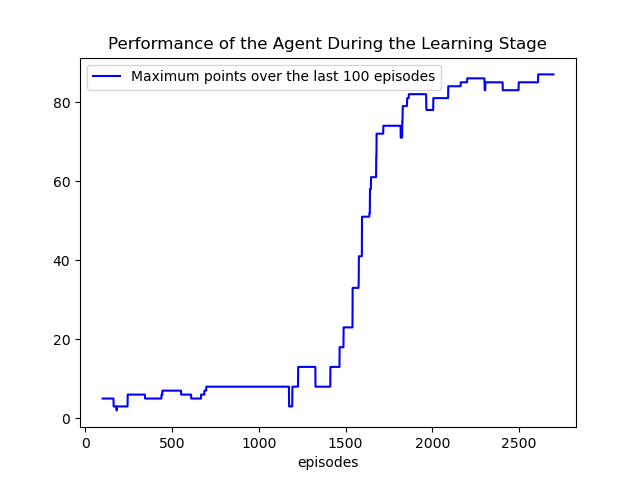 Performance of the Agent During the Learning Stage
Maximum points over the last 100 episodes
80
60
40
20
0
0 500 1000 1500 2000 2500
episodes